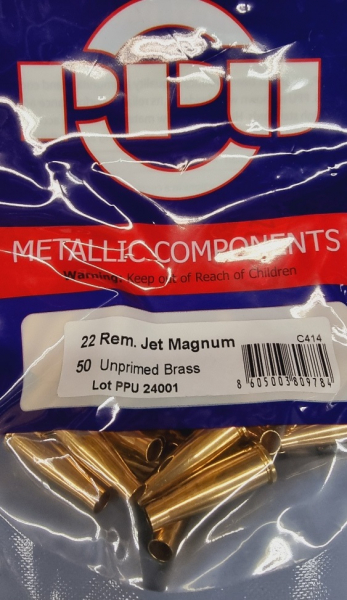 PPU
METALLIC COMPONENTS
Warning: Keep out of Reach of Children
22 Rem. Jet Magnum
C414
50 Unprimed Brass
Lot PPU 24001
8 605003 809784